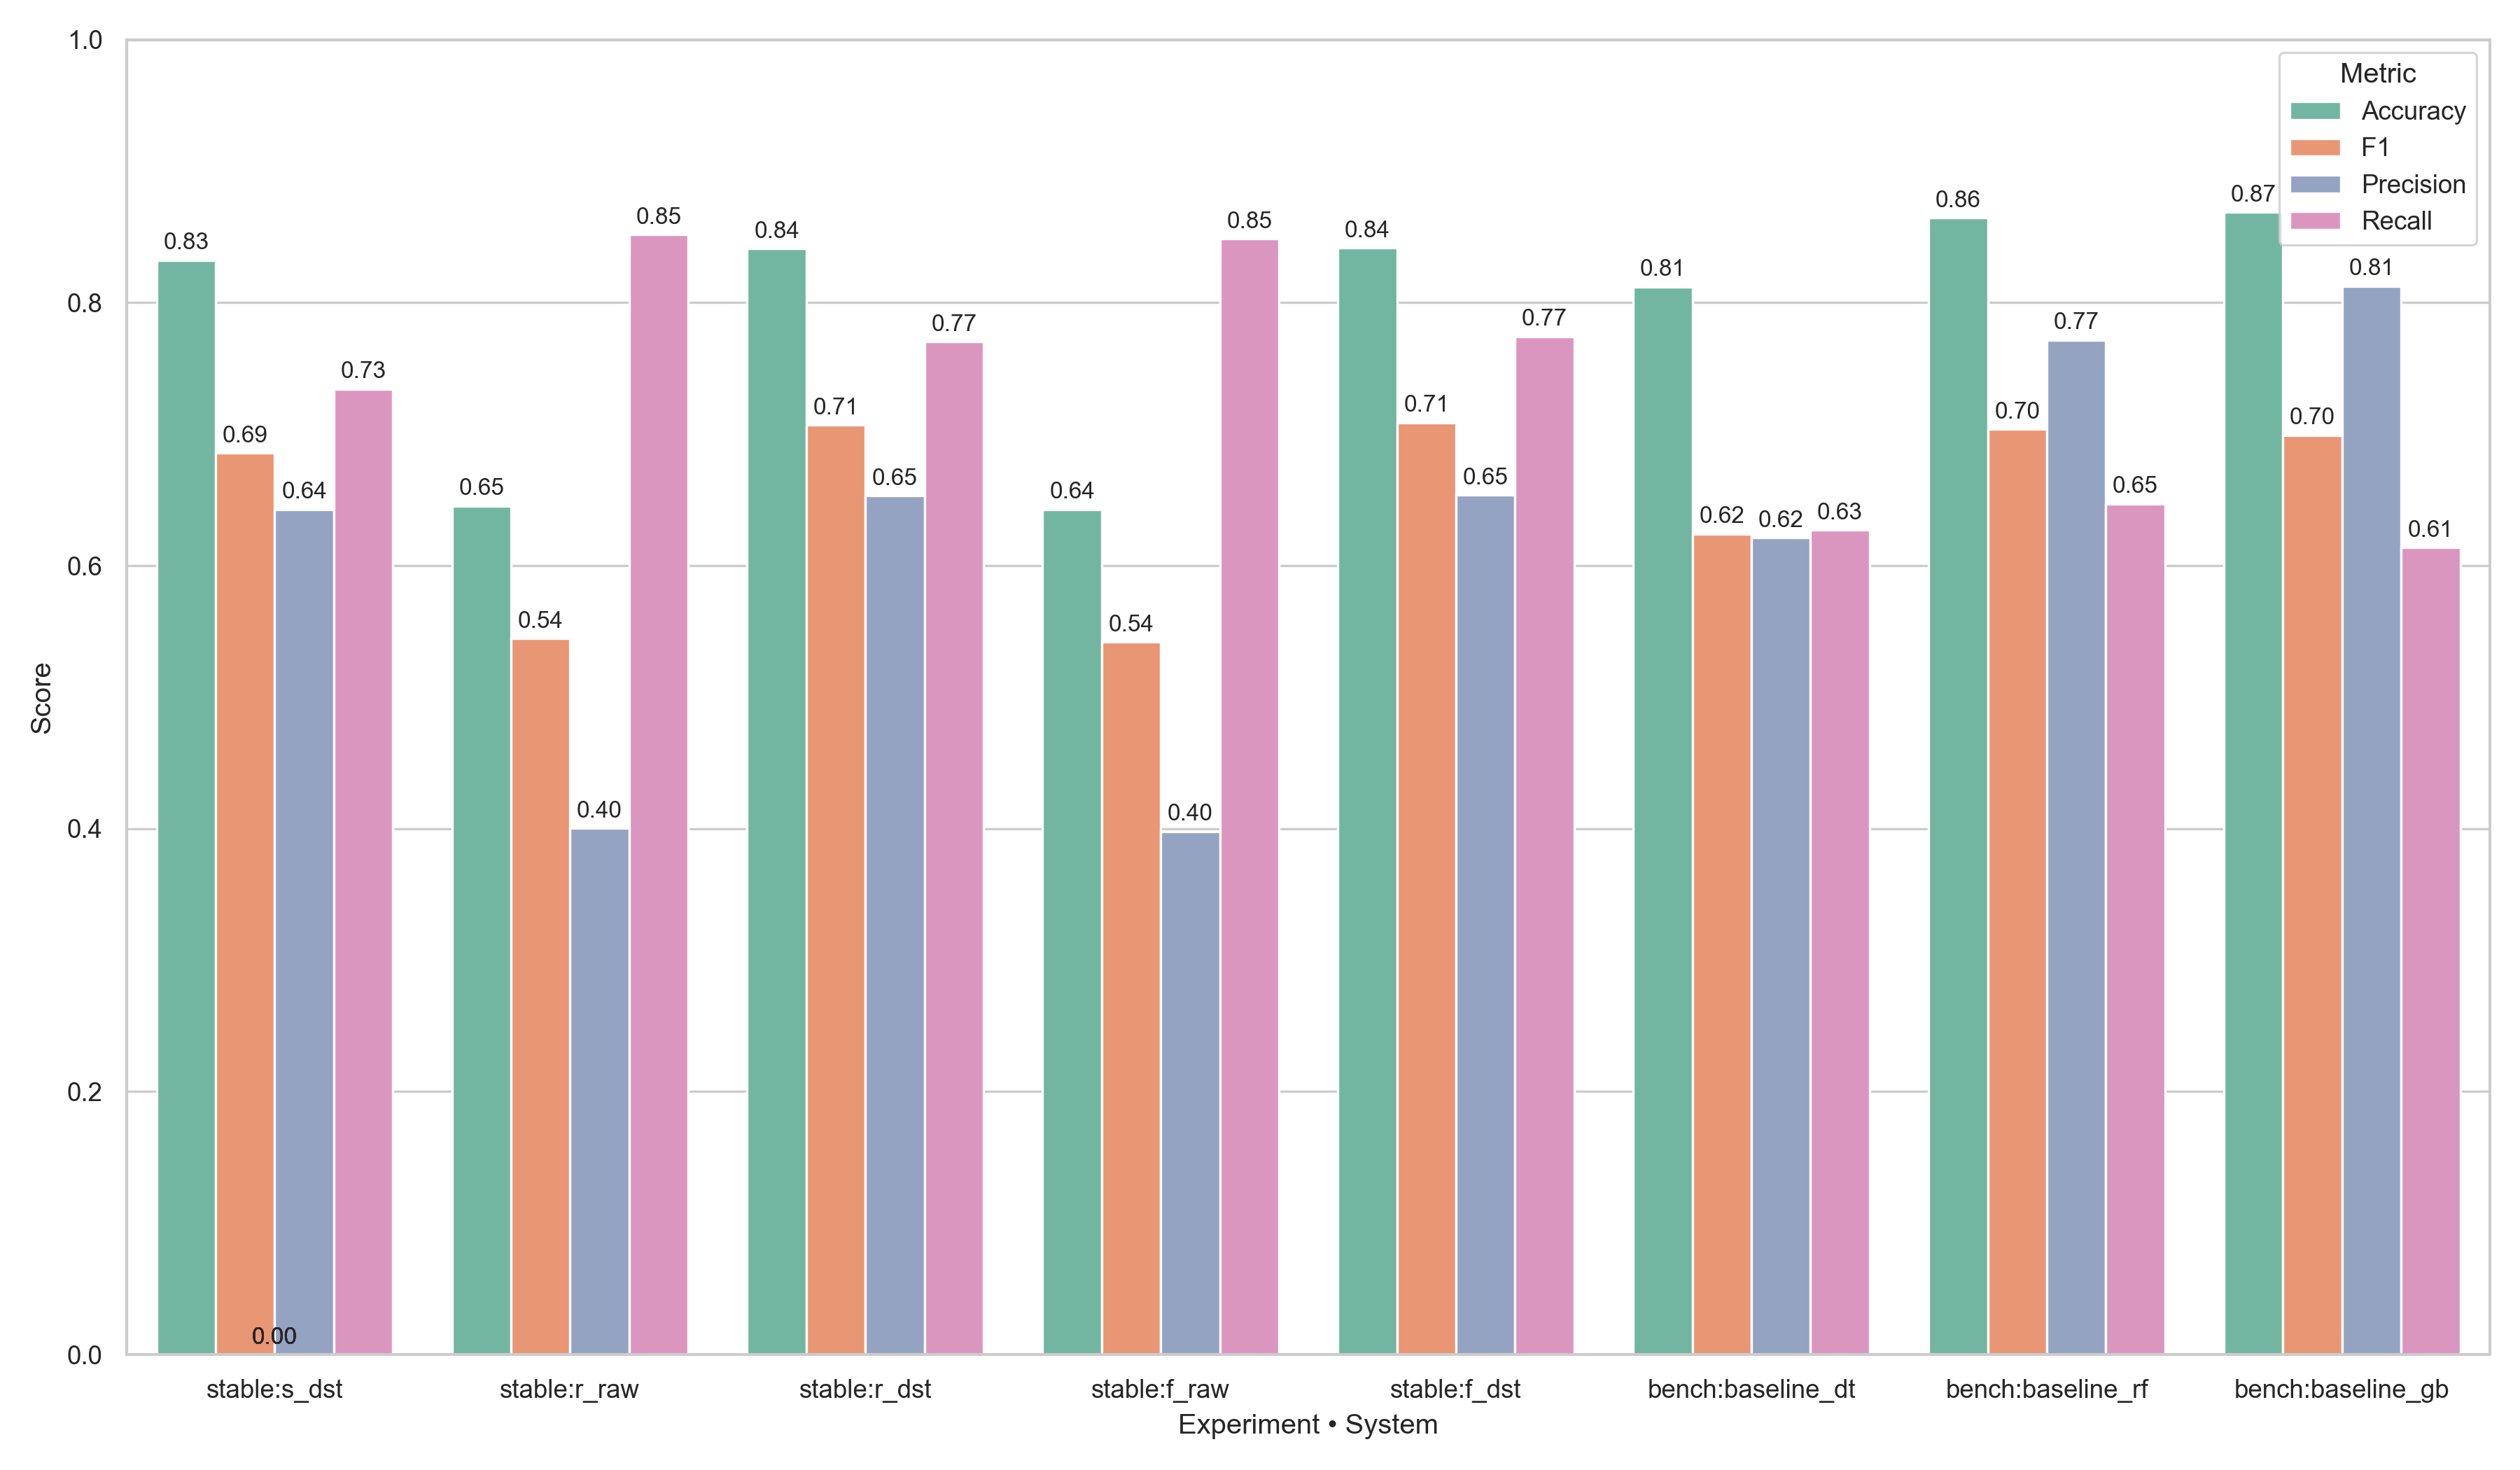 1.0
0.8
0.6
0.4
0.2
0.0
Score
Metric
Accuracy
F1
Precision
Recall
0.83
0.69
0.64
0.73
0.00
0.65
0.54
0.40
0.85
0.84
0.71
0.65
0.77
0.64
0.54
0.40
0.85
0.84
0.71
0.65
0.77
0.81
0.62
0.62
0.63
0.86
0.70
0.77
0.65
0.87
0.70
0.81
0.61
stable:s_dst
stable:r_raw
stable:r_dst
stable:f_raw
stable:f_dst
bench:baseline_dt
bench:baseline_rf
bench:baseline_gb
Experiment • System